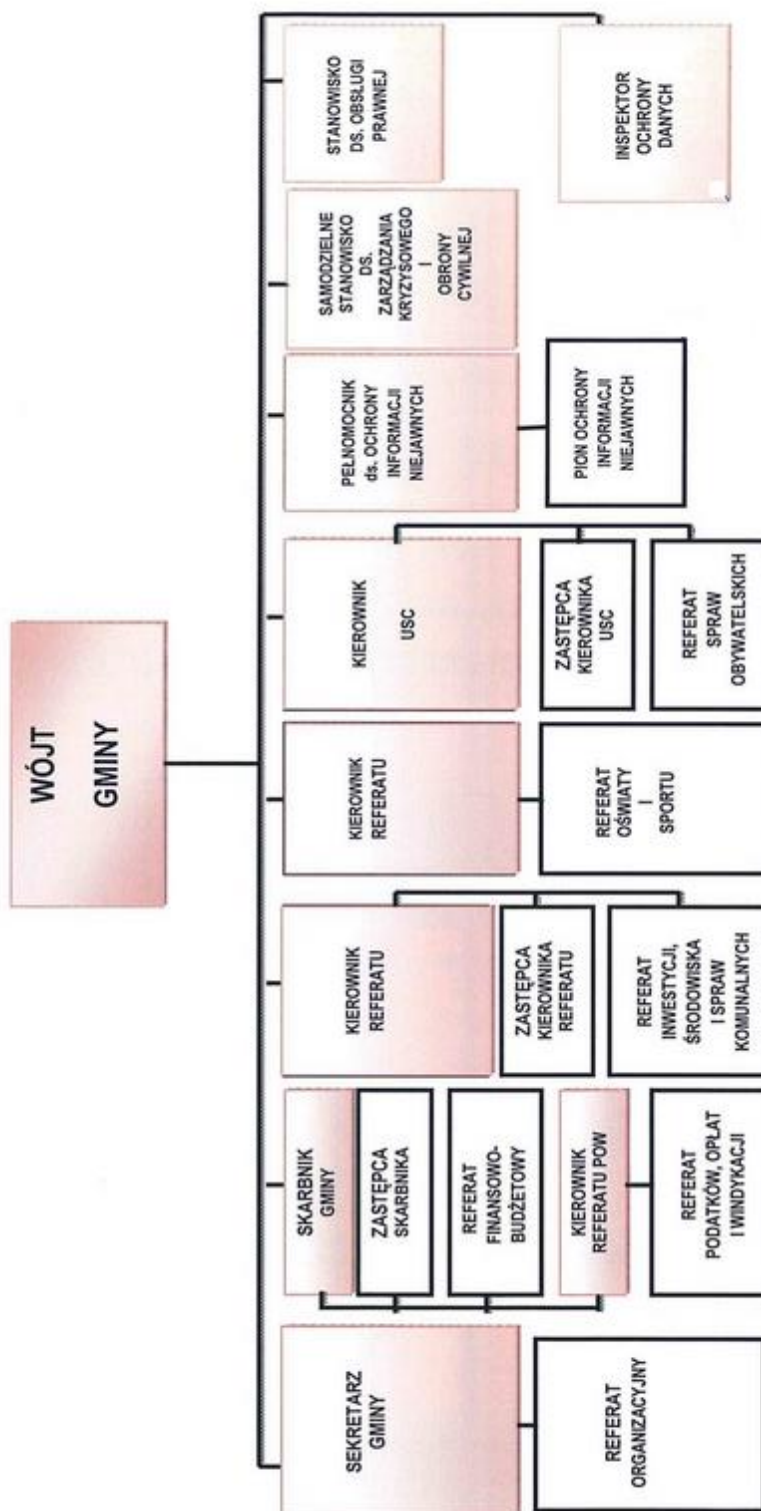 WÓJT
GMINY
SEKRETARZ
GMINY
REFERAT
ORGANIZACYJNY
SKARBNIK
GMINY
ZASTĘPCA
SKARBNIKA
REFERAT
FINANSOWO-
BUDŻETOWY
KIEROWNIK
REFERATU POW
REFERAT
PODATKÓW, OPŁAT
I WINDYKACJI
KIEROWNIK
REFERATU
ZASTĘPCA
KIEROWNIKA
REFERATU
REFERAT
INWESTYCJI,
ŚRODOWISKA
I SPRAW
KOMUNALNYCH
KIEROWNIK
REFERATU
REFERAT
OŚWIATY
I
SPORTU
KIEROWNIK
USC
ZASTĘPCA
KIEROWNIKA
USC
REFERAT
SPRAW
OBYWATELSKICH
PEŁNOMOCNIK
ds. OCHRONY
INFORMACJI
NIEJAWNYCH
PION OCHRONY
INFORMACJI
NIEJAWNYCH
SAMODZIELNE
STANOWISKO
DS.
ZARZĄDZANIA
KRYZYSOWEGO
I
OBRONY
CYWILNEJ
STANOWISKO
DS. OBSŁUGI
PRAWNEJ
INSPEKTOR
OCHRONY
DANYCH